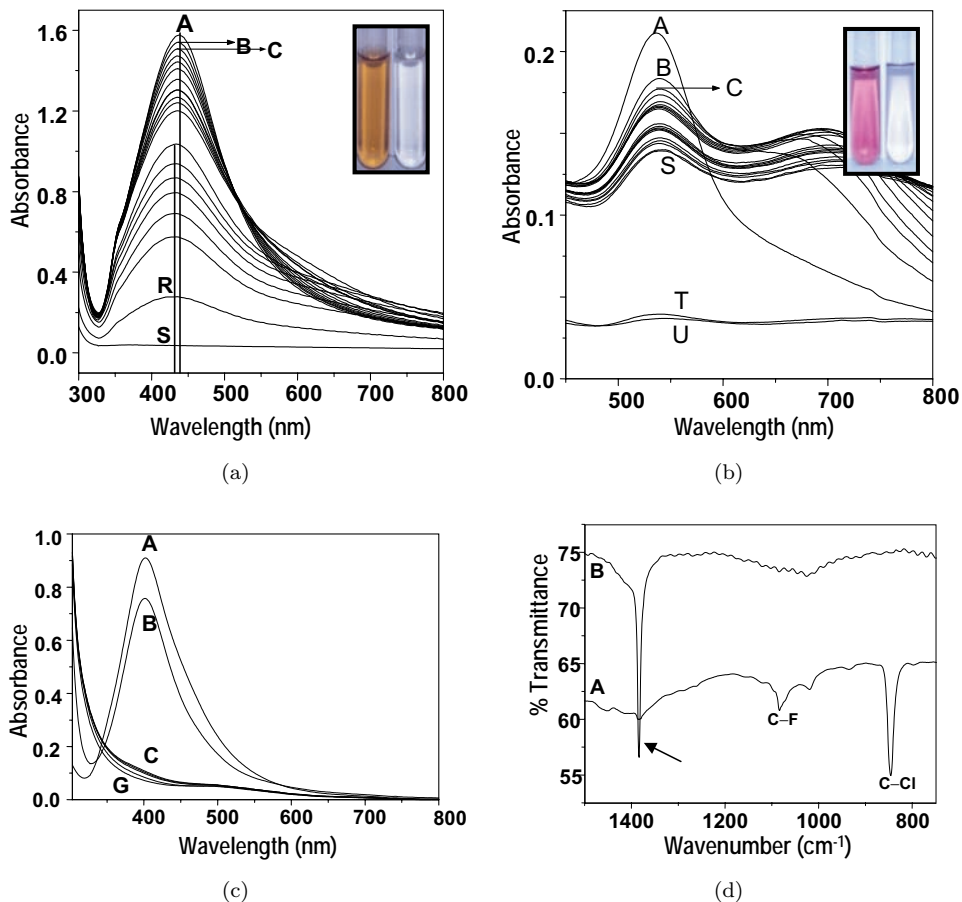 1.6
1.2
0.8
0.4
0.0
Absorbance
A
B
C
R
S
300 400 500 600 700 800
Wavelength (nm)
(a)
0.2
0.1
0.0
Absorbance
A
B
C
S
T
U
500 600 700 800
Wavelength (nm)
(b)
1.0
0.8
0.6
0.4
0.2
0.0
Absorbance
A
B
C
G
400 500 600 700 800
Wavelength (nm)
(c)
75
70
65
60
55
% Transmittance
B
A
C–F
C–Cl
1400 1200 1000 800
Wavenumber (cm-1)
(d)